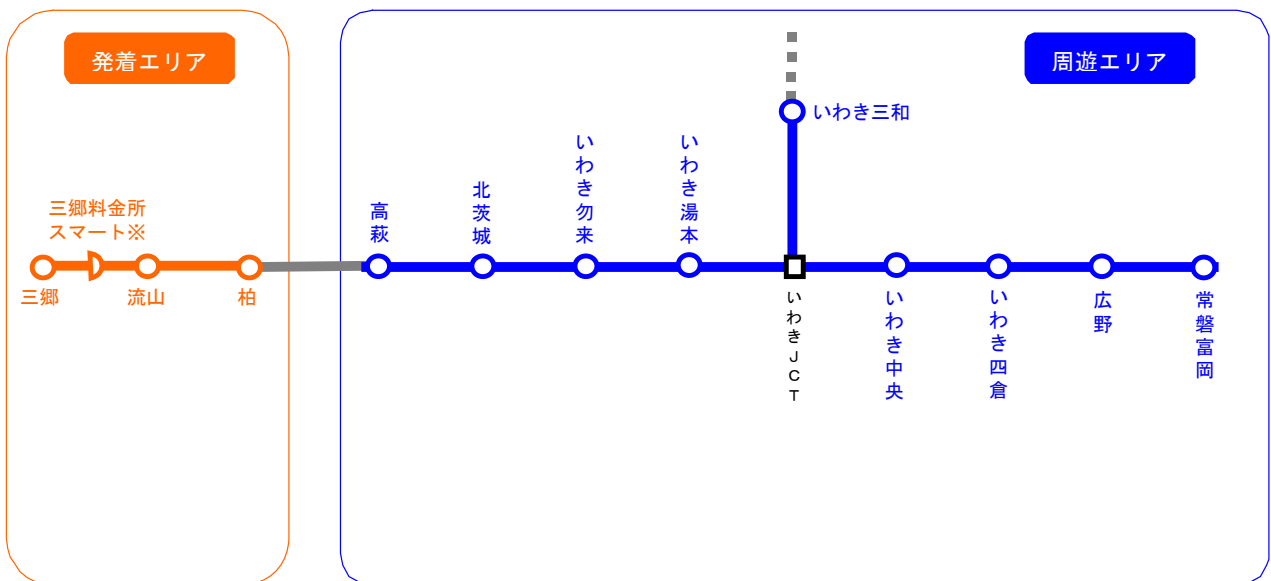 発着エリア
周遊エリア
いわき三和
三郷料金所
スマート※
三郷
流山
柏
高萩
北茨城
いわき勿来
いわき湯本
いわきJCT
いわき中央
いわき四倉
広野
常磐富岡